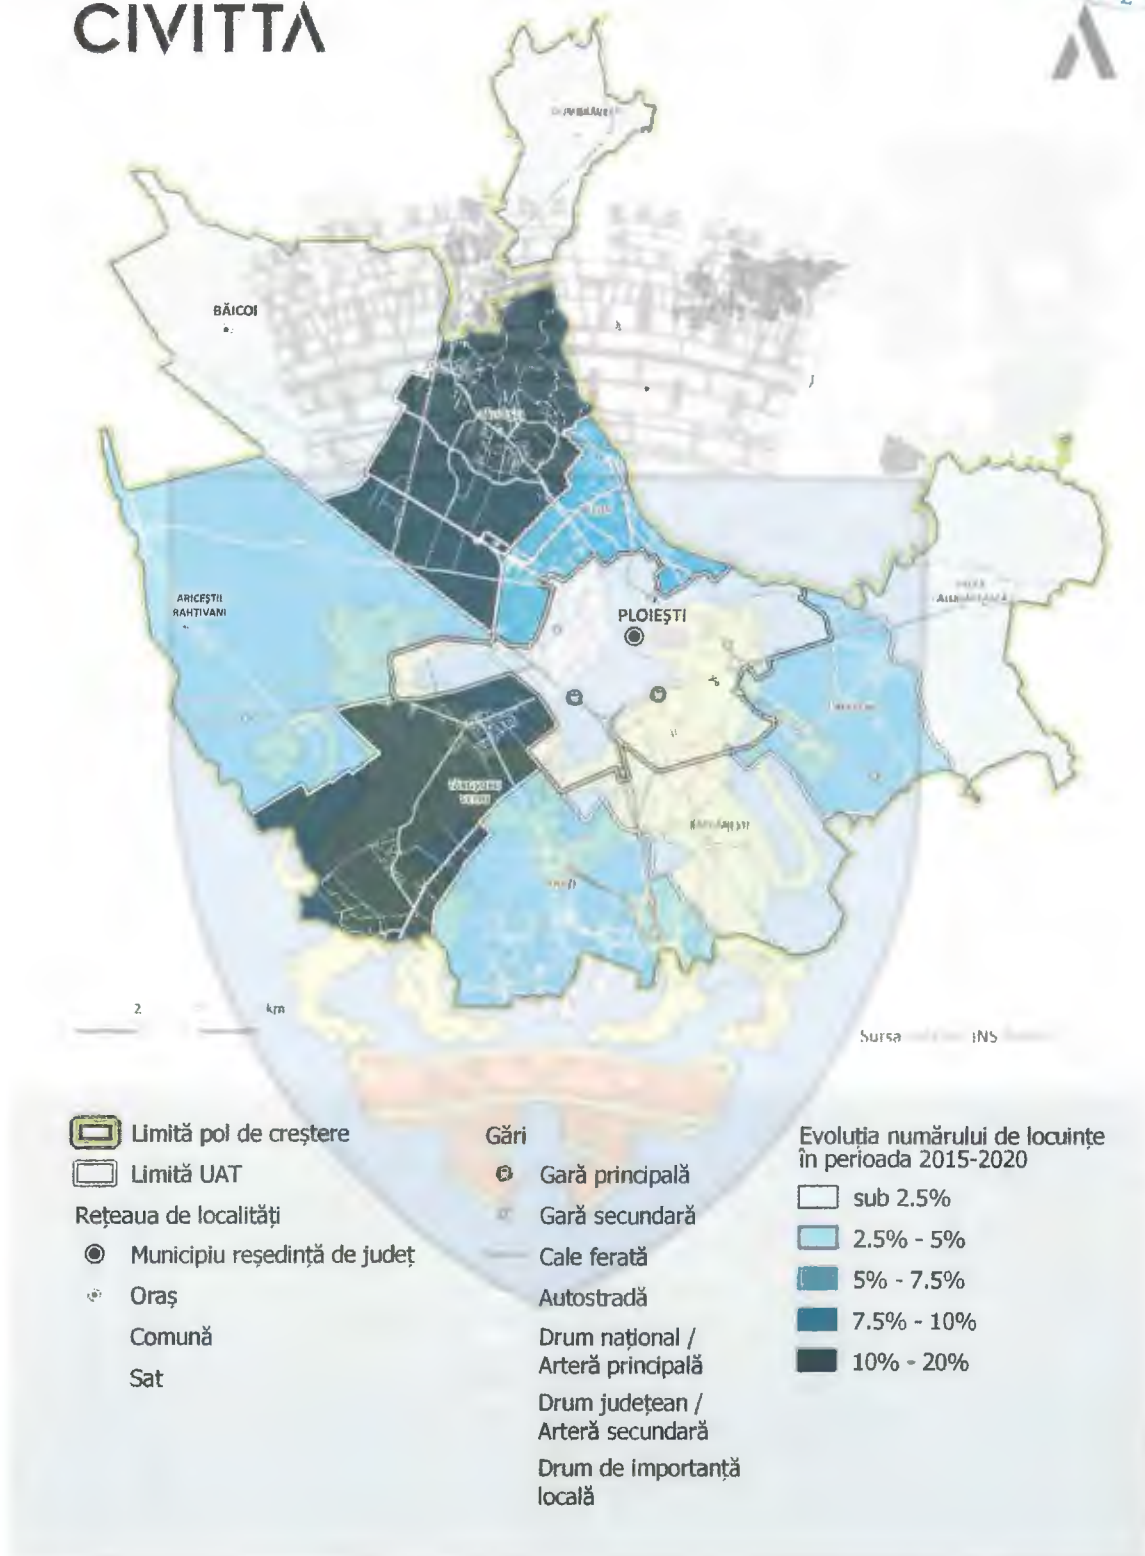 CIVITTA
BĂICOI
ARICEȘTII
RAHTIVANI
PLOIEȘTI
2
km
Sursa
INS
Limită pol de creștere
Limită UAT
Rețeaua de localități
Municipiu reședință de județ
Oraș
Comună
Sat
Gări
Gară principală
Gară secundară
Cale ferată
Autostradă
Drum național /
Arteră principală
Drum județean /
Arteră secundară
Drum de importanță
locală
Evoluția numărului de locuințe
în perioada 2015-2020
sub 2.5%
2.5% - 5%
5% - 7.5%
7.5% - 10%
10% - 20%